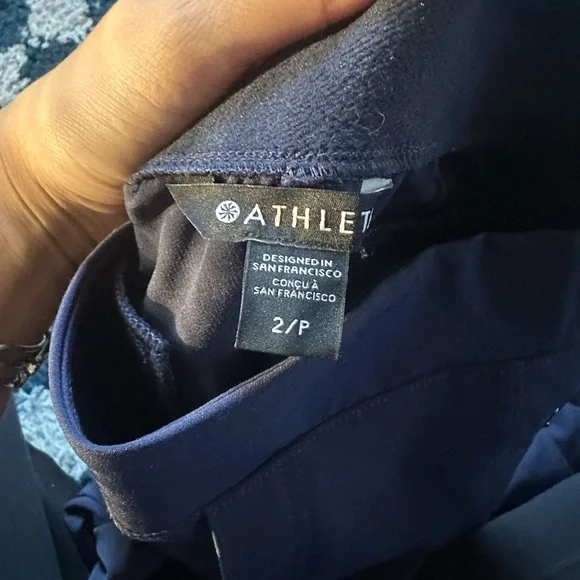 ATHLET
DESIGNED IN
SAN FRANCISCO
CONÇU À
SAN FRANCISCO
2/P